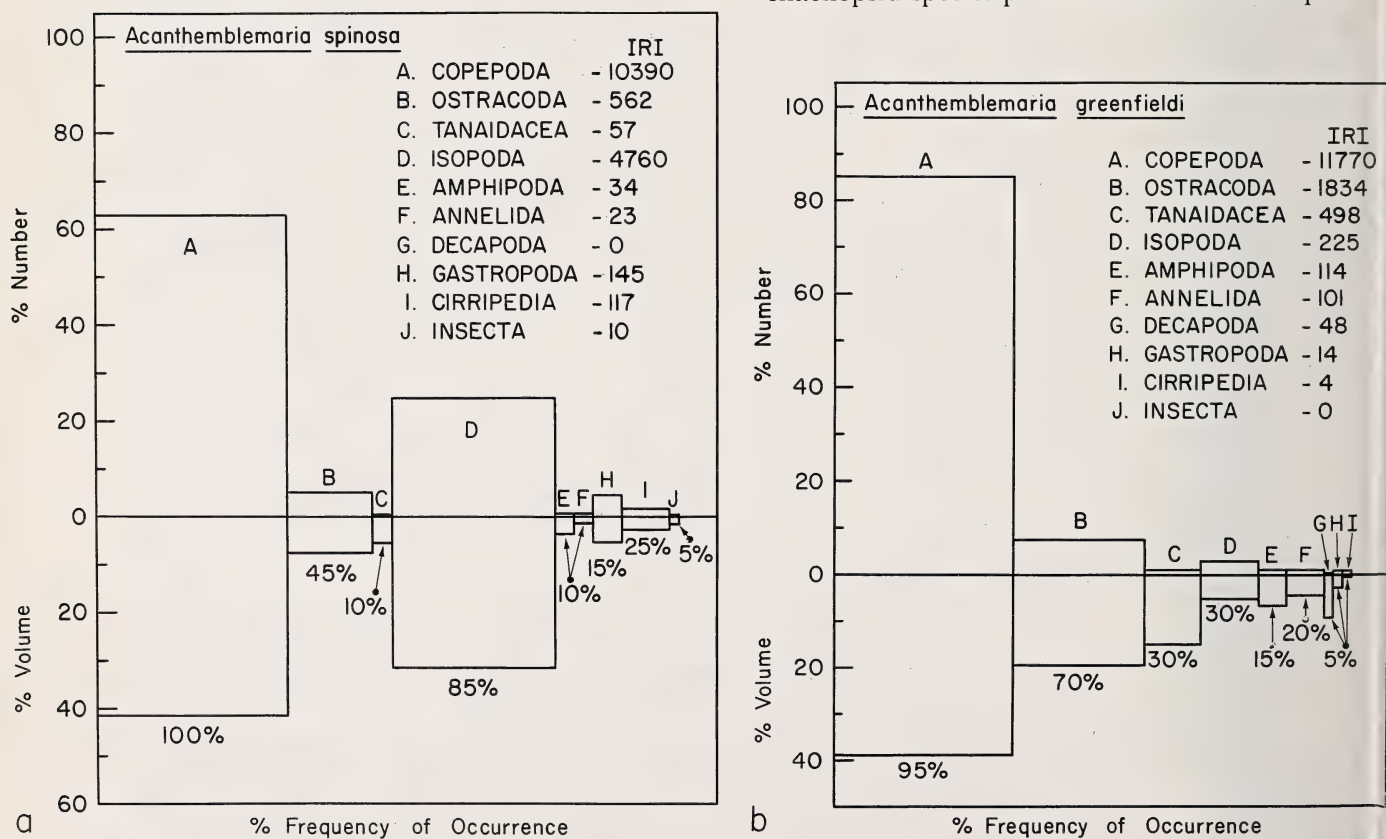 100
Acanthemblemaria spinosa
IRI
A. COPEPODA - 10390
B. OSTRACODA - 562
C. TANAIDACEA - 57
D. ISOPODA - 4760
E. AMPHIPODA - 34
F. ANNELIDA - 23
G. DECAPODA - 0
H. GASTROPODA - 145
I. CIRRIPEDIA - 117
J. INSECTA - 10
80
60
40
20
0
20
40
60
% Number
% Volume
A
B
C
D
E F
H
I
J
100%
45%
10%
85%
10%
15%
25%
5%
a
% Frequency of Occurrence
100
Acanthemblemaria greenfieldi
IRI
A. COPEPODA - 11770
B. OSTRACODA - 1834
C. TANAIDACEA - 498
D. ISOPODA - 225
E. AMPHIPODA - 114
F. ANNELIDA - 101
G. DECAPODA - 48
H. GASTROPODA - 14
I. CIRRIPEDIA - 4
J. INSECTA - 0
80
60
40
20
0
20
40
% Number
% Volume
A
B
C
D
E
F
GHI
95%
70%
30%
30%
15%
20%
5%
b
% Frequency of Occurrence